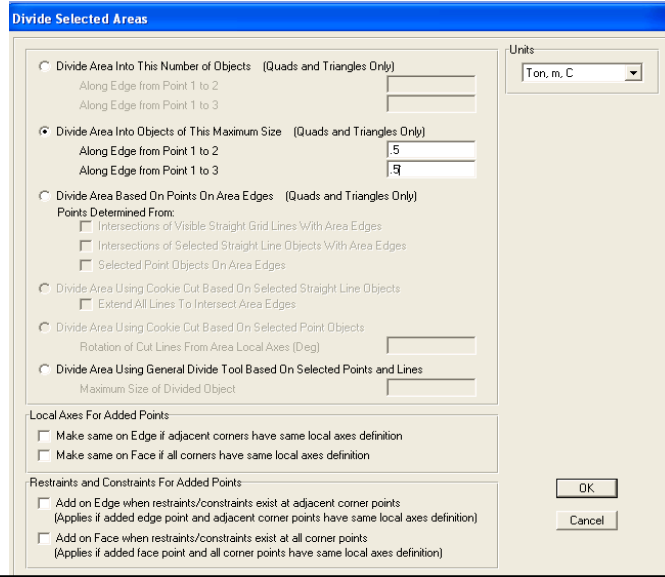 Divide Selected Areas
Units
Ton, m, C
Divide Area Into This Number of Objects (Quads and Triangles Only)
Along Edge from Point 1 to 2
Along Edge from Point 1 to 3
Divide Area Into Objects of This Maximum Size (Quads and Triangles Only)
Along Edge from Point 1 to 2 .5
Along Edge from Point 1 to 3 .5
Divide Area Based On Points On Area Edges (Quads and Triangles Only)
Points Determined From:
Intersections of Visible Straight Grid Lines With Area Edges
Intersections of Selected Straight Line Objects With Area Edges
Selected Point Objects On Area Edges
Divide Area Using Cookie Cut Based On Selected Straight Line Objects
Extend All Lines To Intersect Area Edges
Divide Area Using Cookie Cut Based On Selected Point Objects
Rotation of Cut Lines From Area Local Axes (Deg)
Divide Area Using General Divide Tool Based On Selected Points and Lines
Maximum Size of Divided Object
Local Axes For Added Points
Make same on Edge if adjacent corners have same local axes definition
Make same on Face if all corners have same local axes definition
Restraints and Constraints For Added Points
Add on Edge when restraints/constraints exist at adjacent corner points
(Applies if added edge point and adjacent corner points have same local axes definition)
Add on Face when restraints/constraints exist at all corner points
(Applies if added face point and all corner points have same local axes definition)
OK
Cancel